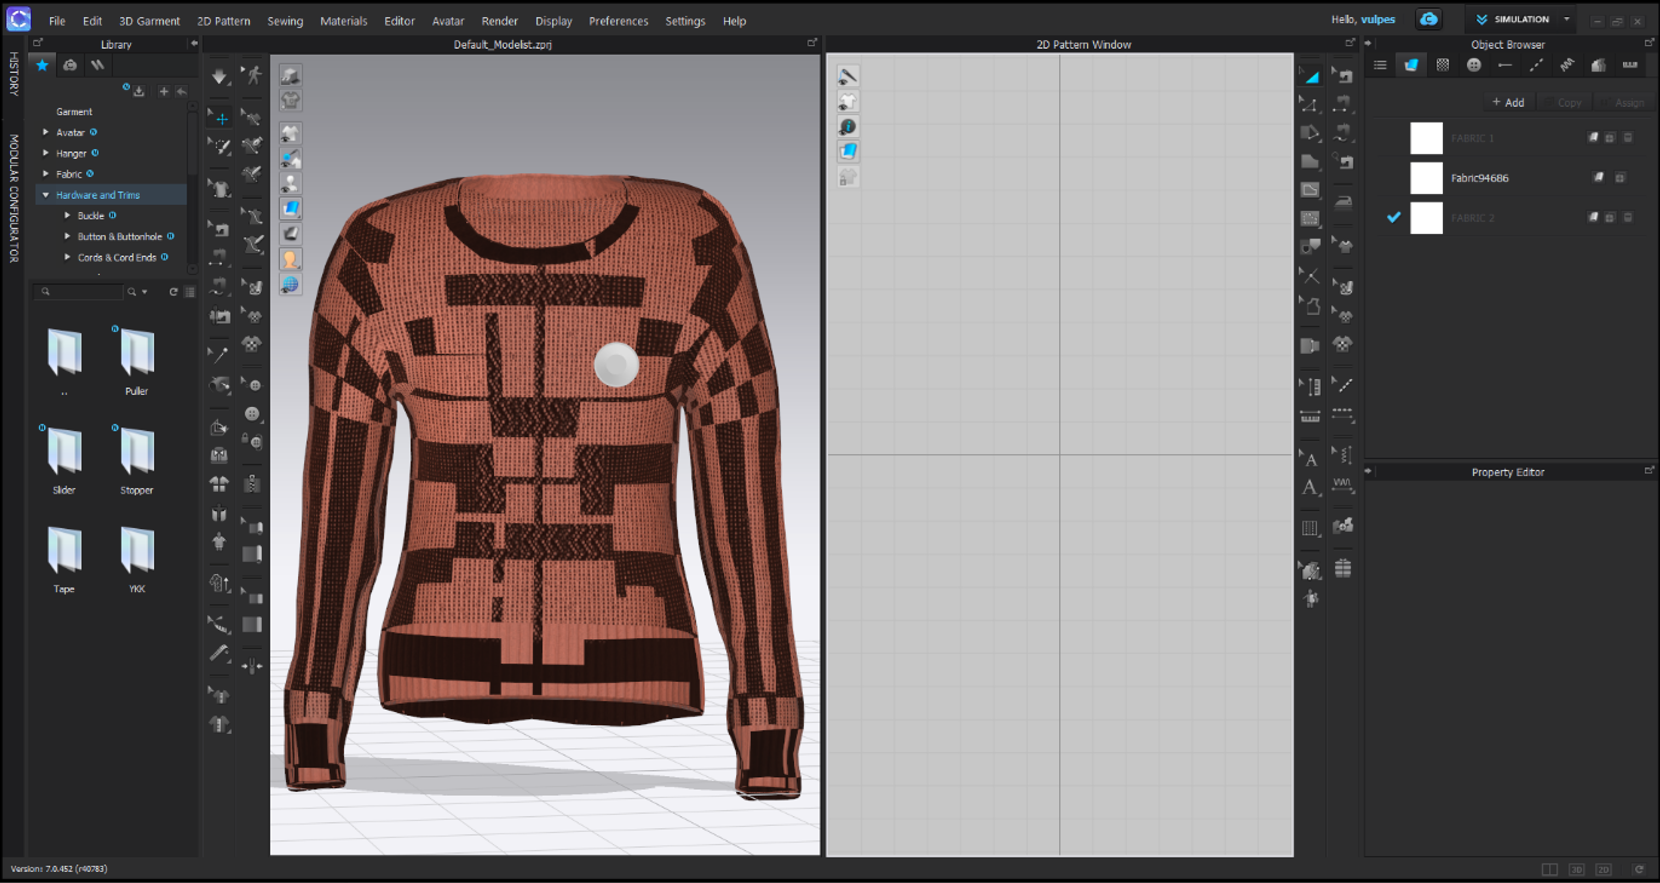 File Edit 3D Garment 2D Pattern Sewing Materials Editor Avatar Render Display Preferences Settings Help
Hello, vulpes
SIMULATION
HISTORY
MODULAR CONFIGURATOR
Library
Garment
Avatar
Hanger
Fabric
Hardware and Trims
Buckle
Button & Buttonhole
Cords & Cord Ends
..
Puller
Slider
Stopper
Tape
YKK
Default_Modelist.zprj
2D Pattern Window
A
A
Object Browser
+ Add
Copy
Assign
FABRIC 1
Fabric94686
FABRIC 2
Property Editor
Version: 7.0.452 (r40783)
3D
2D